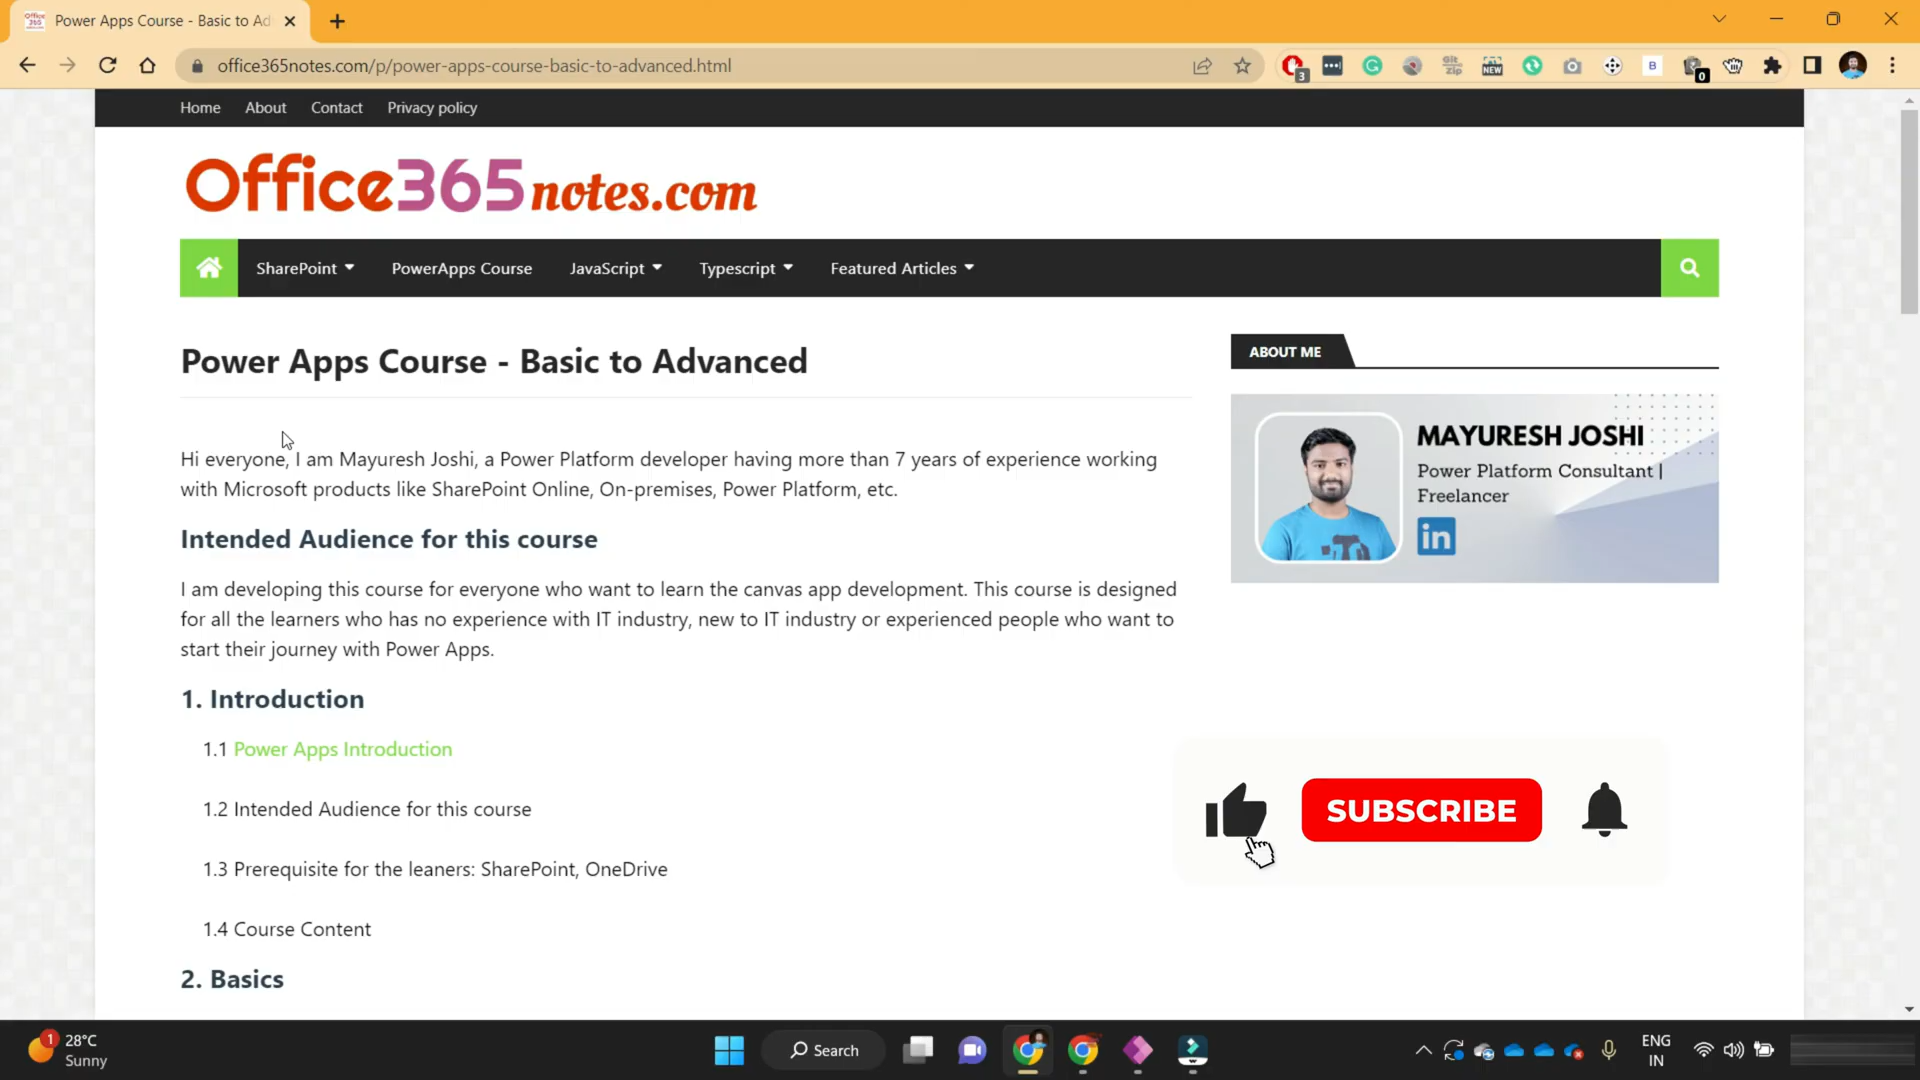 Power Apps Course - Basic to Ad
office365notes.com/p/power-apps-course-basic-to-advanced.html
3
Git
Zip
NEW
B
0
Home About Contact Privacy policy
Office365notes.com
SharePoint PowerApps Course JavaScript Typescript Featured Articles
Power Apps Course - Basic to Advanced
Hi everyone, I am Mayuresh Joshi, a Power Platform developer having more than 7 years of experience working
with Microsoft products like SharePoint Online, On-premises, Power Platform, etc.
Intended Audience for this course
I am developing this course for everyone who want to learn the canvas app development. This course is designed
for all the learners who has no experience with IT industry, new to IT industry or experienced people who want to
start their journey with Power Apps.
1. Introduction
1.1 Power Apps Introduction
1.2 Intended Audience for this course
1.3 Prerequisite for the leaners: SharePoint, OneDrive
1.4 Course Content
2. Basics
ABOUT ME
MAYURESH JOSHI
Power Platform Consultant |
Freelancer
in
SUBSCRIBE
1
28°C
Sunny
Search
ENG
IN